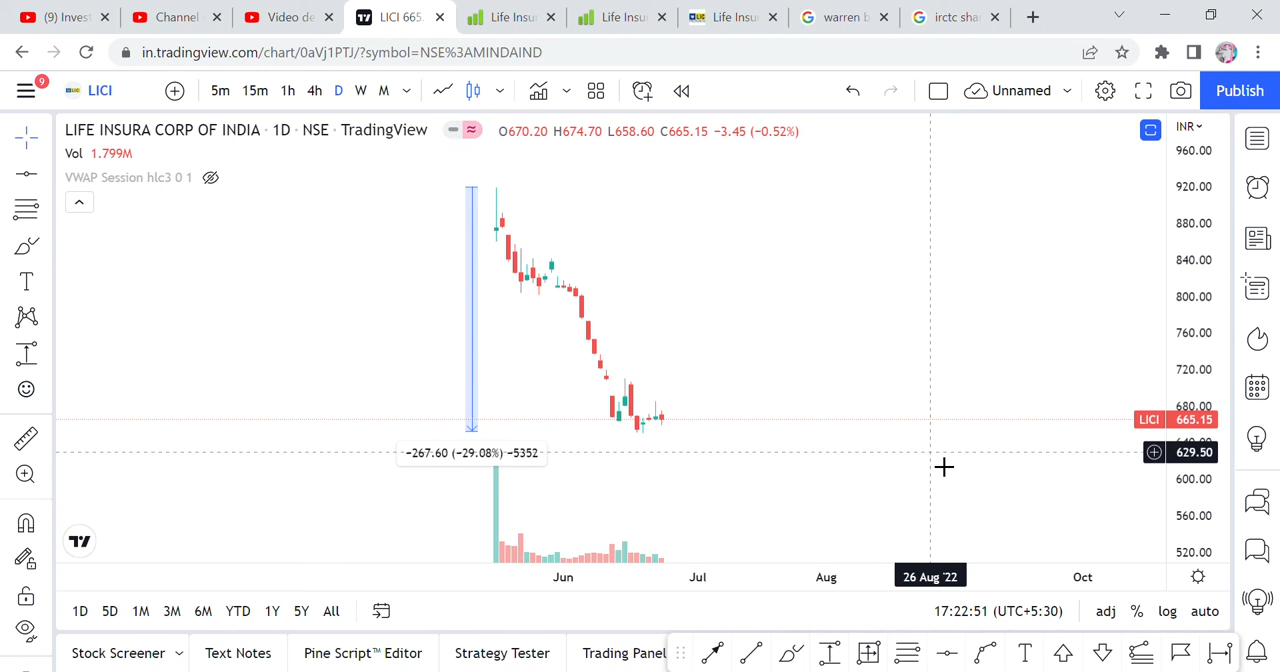 (9) Invest
Channel
Video de
LICI 665.
Life Insur
Life Insur
Life Insur
warren b
irctc sha
in.tradingview.com/chart/0aVj1PTJ/?symbol=NSE%3AMINDAIND
9
LIC LICI 5m 15m 1h 4h D W M Unnamed Publish
LIFE INSURA CORP OF INDIA · 1D · NSE · TradingView O670.20 H674.70 L658.60 C665.15 −3.45 (−0.52%) INR
Vol 1.799M
VWAP Session hlc3 0 1
960.00
920.00
880.00
840.00
800.00
760.00
720.00
680.00
LICI 665.15
629.50
600.00
560.00
520.00
−267.60 (−29.08%) −5352
Jun Jul Aug 26 Aug '22 Oct
1D 5D 1M 3M 6M YTD 1Y 5Y All 17:22:51 (UTC+5:30) adj % log auto
Stock Screener Text Notes Pine Script™ Editor Strategy Tester Trading Panel